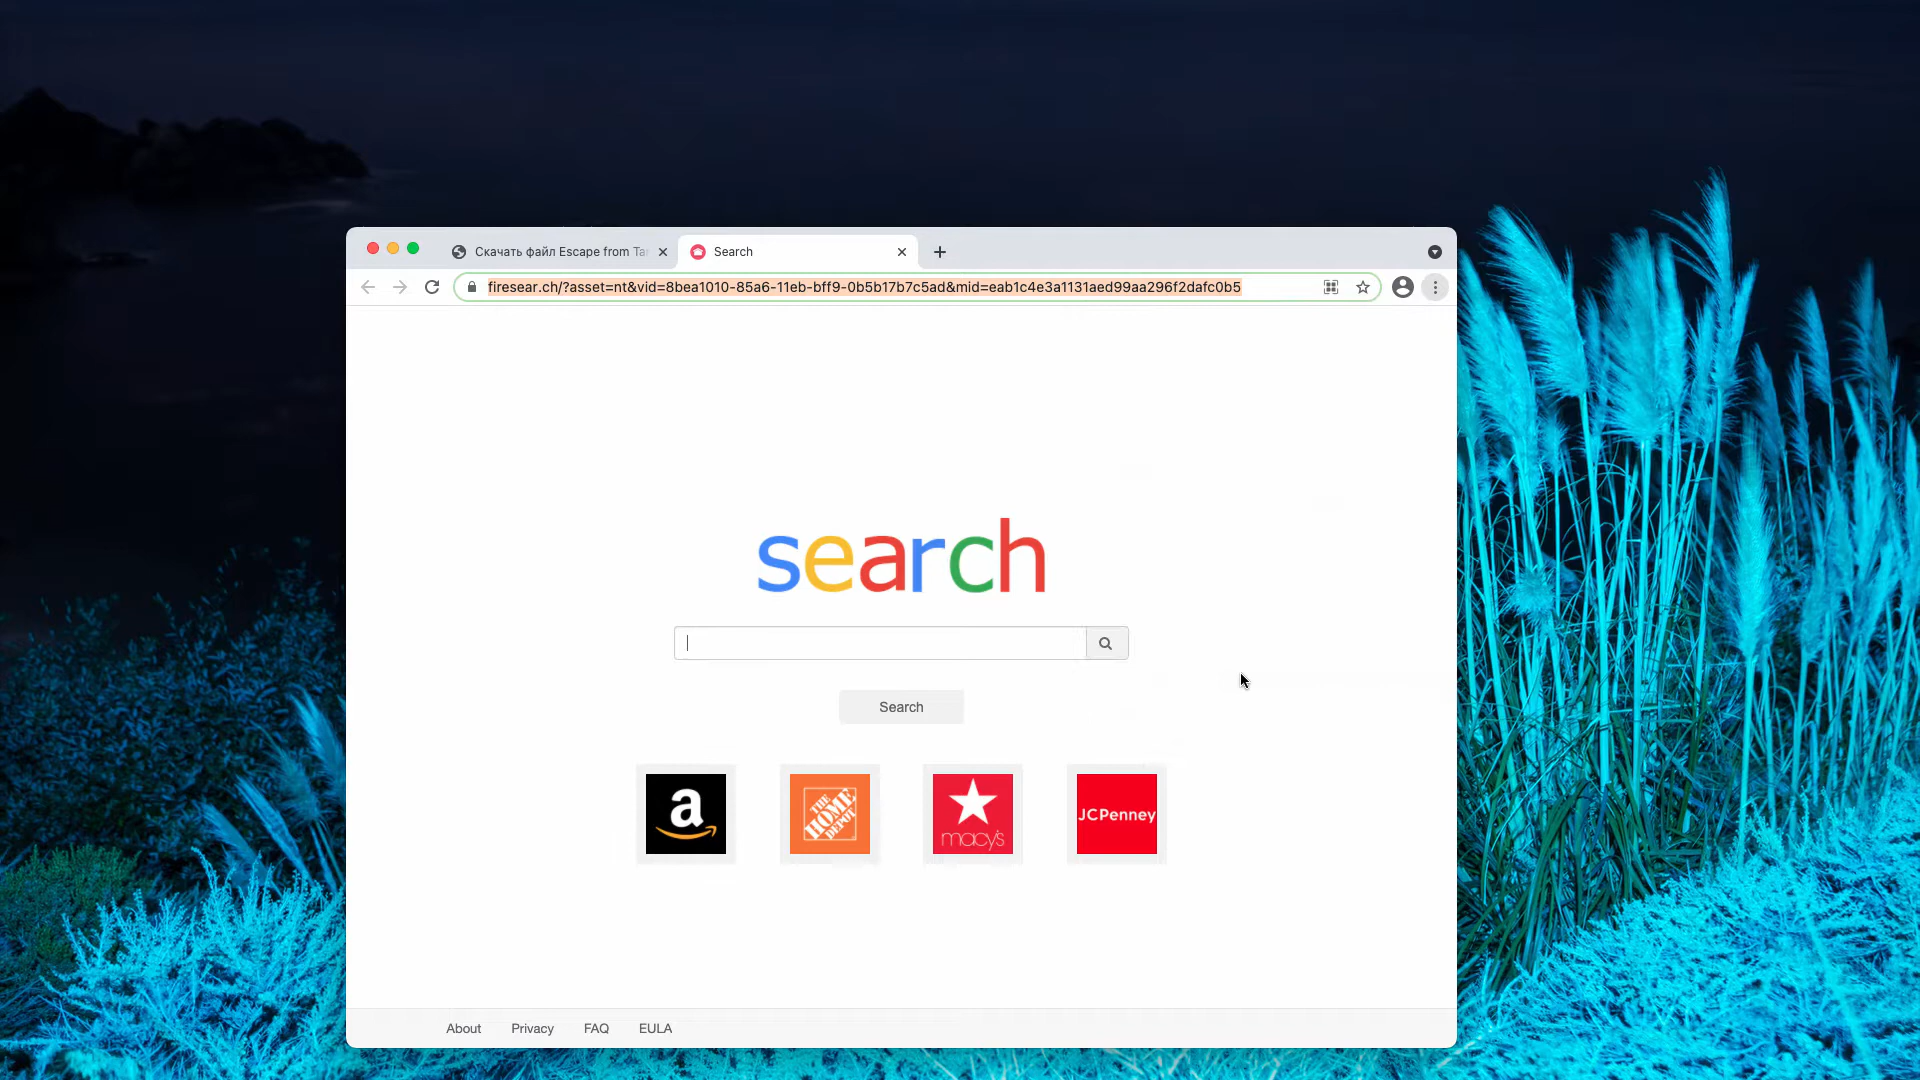 Скачать файл Escape from Ta
Search
firesear.ch/?asset=nt&vid=8bea1010-85a6-11eb-bff9-0b5b17b7c5ad&mid=eab1c4e3a1131aed99aa296f2dafc0b5
search
Search
a
THE HOME DEPOT
macy's
JCPenney
About Privacy FAQ EULA